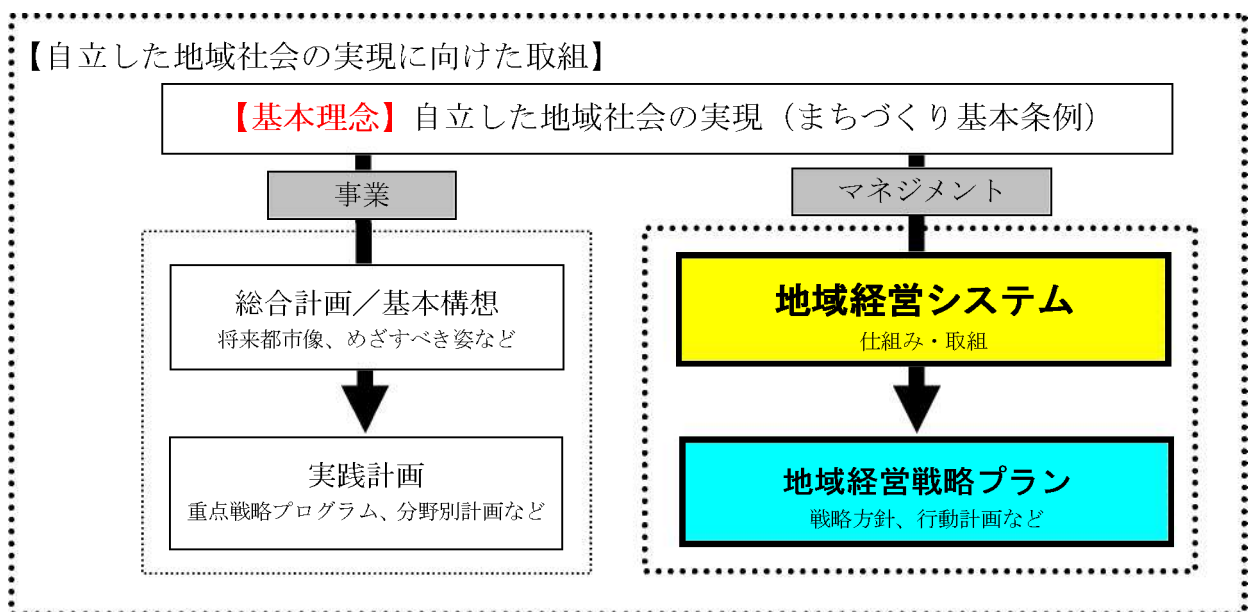 【自立した地域社会の実現に向けた取組】
【基本理念】自立した地域社会の実現（まちづくり基本条例）
事業
マネジメント
総合計画／基本構想
将来都市像、めざすべき姿など
地域経営システム
仕組み・取組
実践計画
重点戦略プログラム、分野別計画など
地域経営戦略プラン
戦略方針、行動計画など